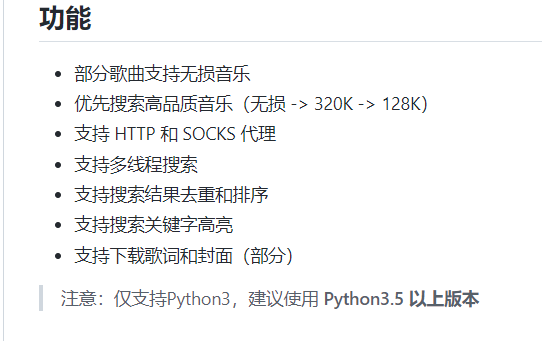 功能
部分歌曲支持无损音乐
优先搜索高品质音乐（无损 -> 320K -> 128K）
支持 HTTP 和 SOCKS 代理
支持多线程搜索
支持搜索结果去重和排序
支持搜索关键字高亮
支持下载歌词和封面（部分）
注意：仅支持Python3，建议使用 Python3.5 以上版本